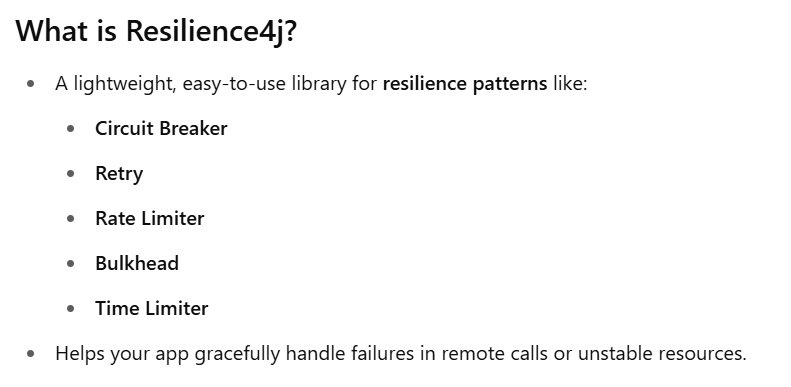 What is Resilience4j?
A lightweight, easy-to-use library for resilience patterns like:
Circuit Breaker
Retry
Rate Limiter
Bulkhead
Time Limiter
Helps your app gracefully handle failures in remote calls or unstable resources.